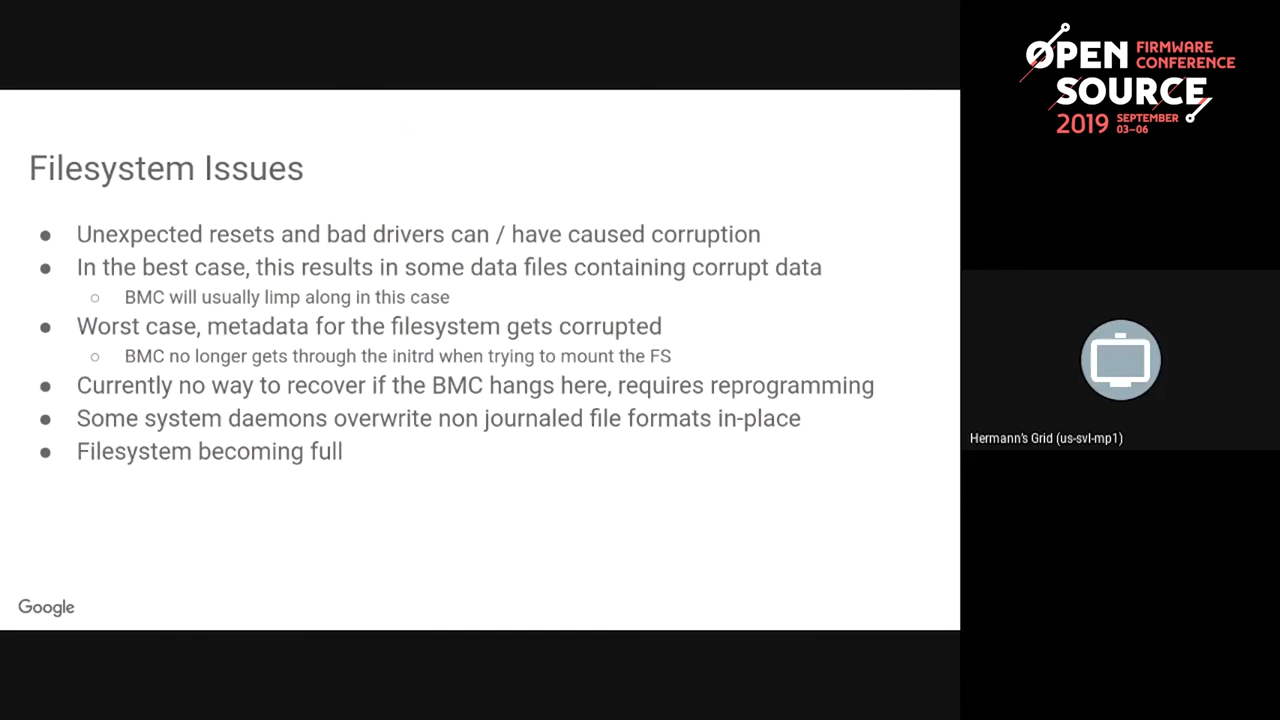 Filesystem Issues
● Unexpected resets and bad drivers can / have caused corruption
● In the best case, this results in some data files containing corrupt data
○ BMC will usually limp along in this case
● Worst case, metadata for the filesystem gets corrupted
○ BMC no longer gets through the initrd when trying to mount the FS
● Currently no way to recover if the BMC hangs here, requires reprogramming
● Some system daemons overwrite non journaled file formats in-place
● Filesystem becoming full
Google
OPEN FIRMWARE
CONFERENCE
SOURCE
2019 SEPTEMBER
03–06
Hermann's Grid (us-svl-mp1)